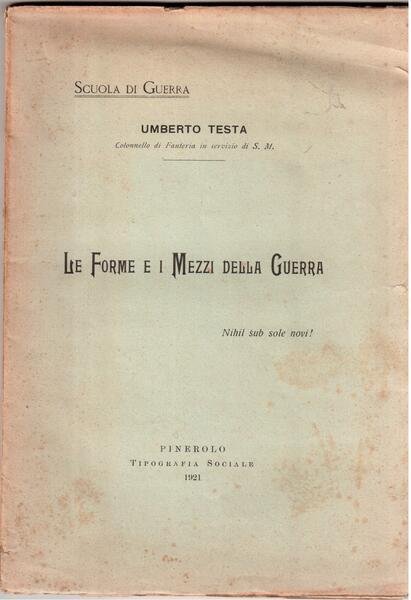 Scuola di Guerra
UMBERTO TESTA
Colonnello di Fanteria in servizio di S. M.
Le Forme e i Mezzi della Guerra
Nihil sub sole novi!
PINEROLO
Tipografia Sociale
1921